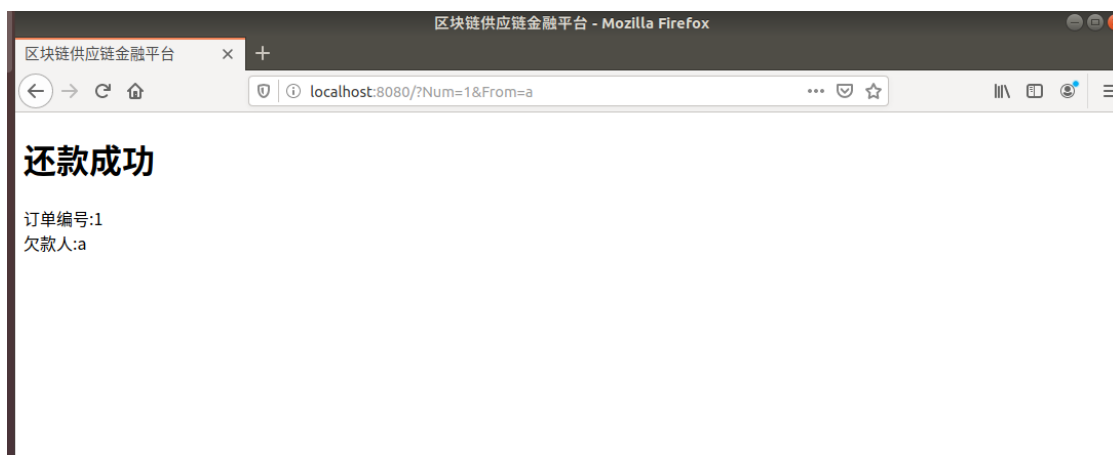 区块链供应链金融平台 - Mozilla Firefox
区块链供应链金融平台
localhost:8080/?Num=1&From=a
还款成功
订单编号:1
欠款人:a